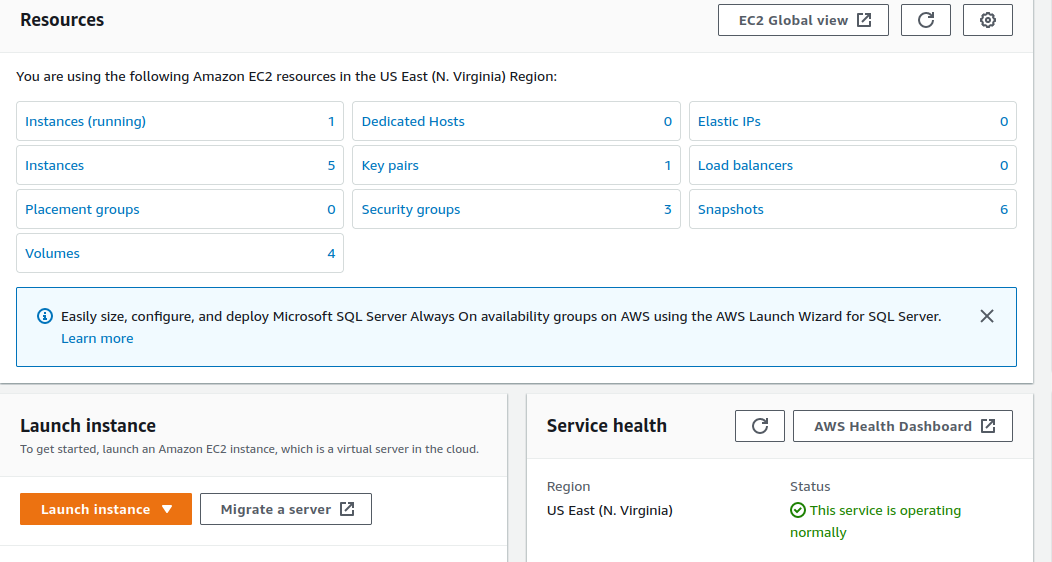 Resources
EC2 Global view
You are using the following Amazon EC2 resources in the US East (N. Virginia) Region:
Instances (running) 1
Dedicated Hosts 0
Elastic IPs 0
Instances 5
Key pairs 1
Load balancers 0
Placement groups 0
Security groups 3
Snapshots 6
Volumes 4
Easily size, configure, and deploy Microsoft SQL Server Always On availability groups on AWS using the AWS Launch Wizard for SQL Server.
Learn more
Launch instance
To get started, launch an Amazon EC2 instance, which is a virtual server in the cloud.
Launch instance
Migrate a server
Service health
AWS Health Dashboard
Region
US East (N. Virginia)
Status
This service is operating
normally